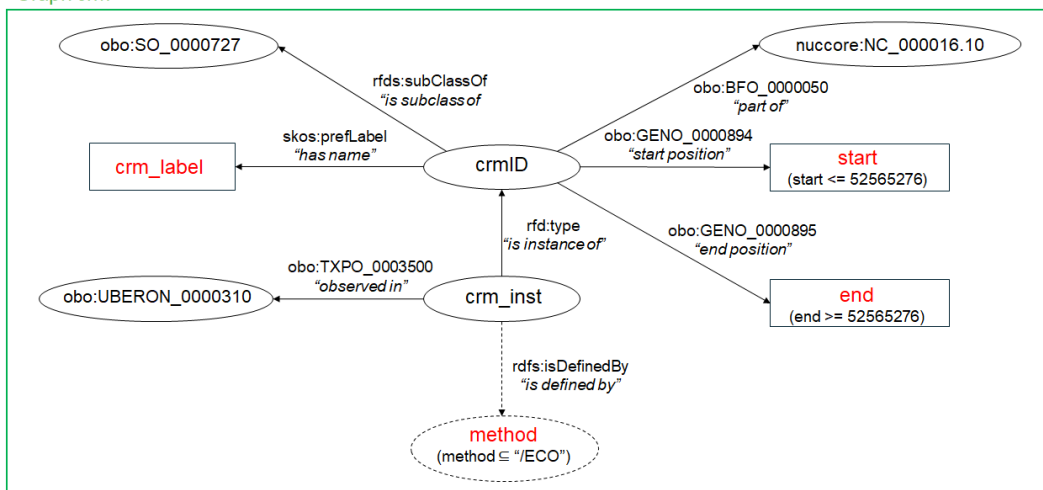 obo:SO_0000727
nuccore:NC_000016.10
rfds:subClassOf
"is subclass of
obo:BFO_0000050
"part of"
skos:prefLabel
"has name"
obo:GENO_0000894
"start position"
crm_label
crmID
start
(start <= 52565276)
rfd:type
"is instance of"
obo:GENO_0000895
"end position"
obo:TXPO_0003500
"observed in"
obo:UBERON_0000310
crm_inst
end
(end >= 52565276)
rdfs:isDefinedBy
"is defined by"
method
(method ⊆ "/ECO")